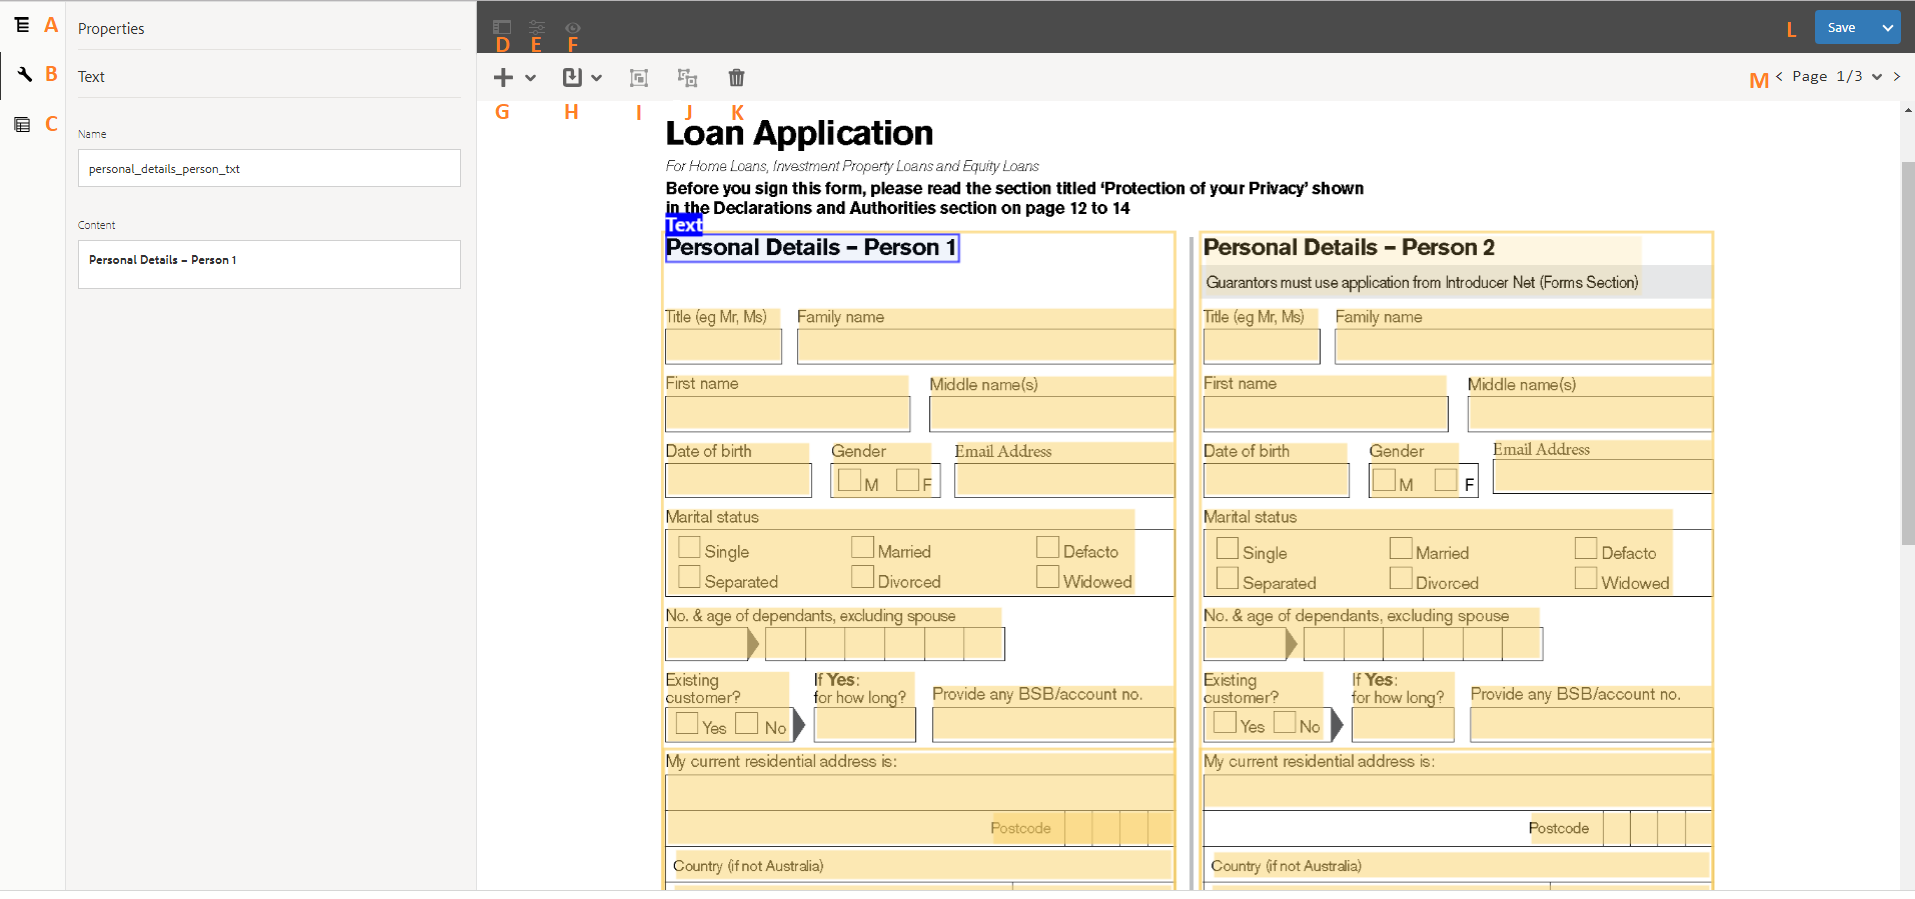 A
B
C
Properties
Text
Name
personal_details_person_txt
Content
Personal Details – Person 1
D E F
L
Save
G H I J K
M
< Page 1/3 >
Loan Application
For Home Loans, Investment Property Loans and Equity Loans
Before you sign this form, please read the section titled ‘Protection of your Privacy’ shown
in the Declarations and Authorities section on page 12 to 14
Text
Personal Details – Person 1
Title (eg Mr, Ms) Family name
First name Middle name(s)
Date of birth Gender Email Address
M F
Marital status
Single Married Defacto
Separated Divorced Widowed
No. & age of dependants, excluding spouse
Existing customer? If Yes: for how long? Provide any BSB/account no.
Yes No
My current residential address is:
Postcode
Country (if not Australia)
Personal Details – Person 2
Guarantors must use application from Introducer Net (Forms Section)
Title (eg Mr, Ms) Family name
First name Middle name(s)
Date of birth Gender Email Address
M F
Marital status
Single Married Defacto
Separated Divorced Widowed
No. & age of dependants, excluding spouse
Existing customer? If Yes: for how long? Provide any BSB/account no.
Yes No
My current residential address is:
Postcode
Country (if not Australia)